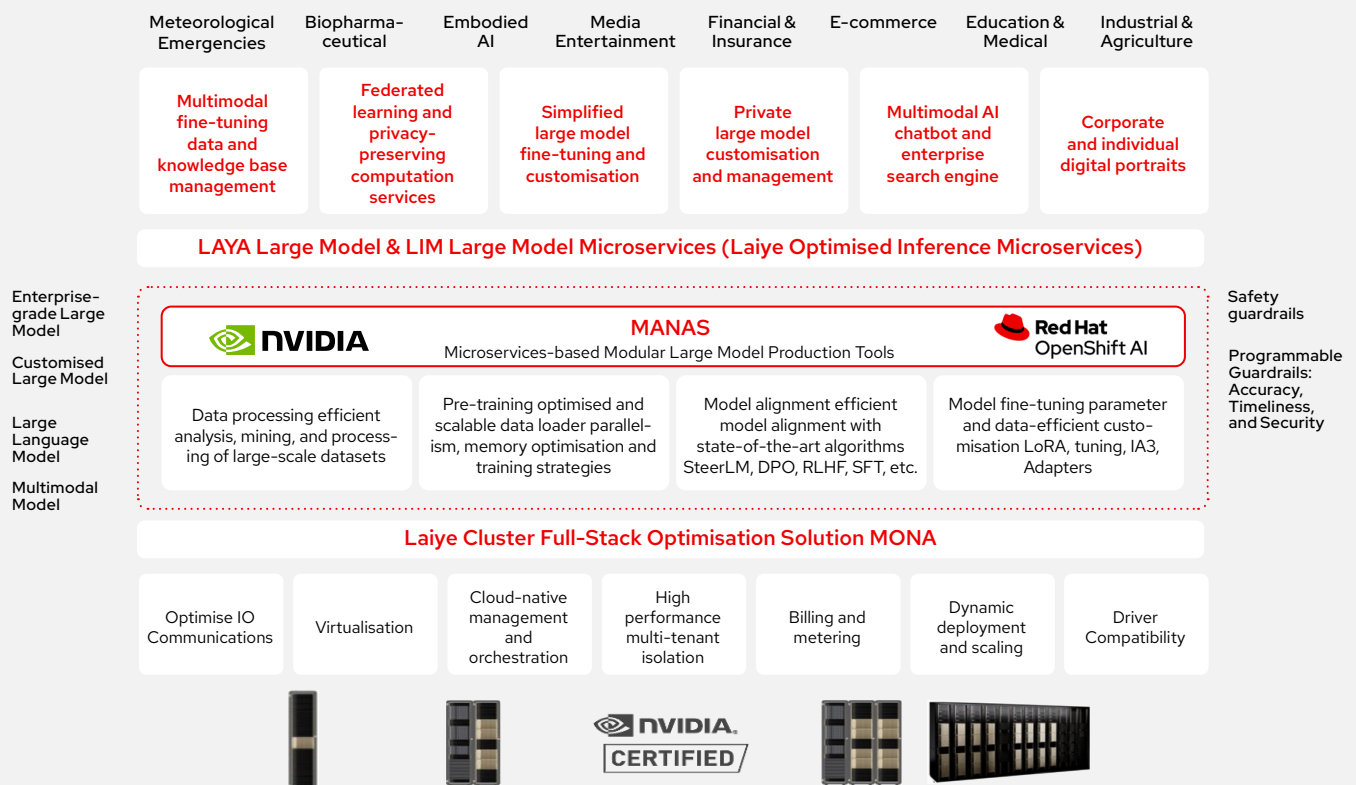 Meteorological
Emergencies
Biopharma-
ceutical
Embodied
AI
Media
Entertainment
Financial &
Insurance
E-commerce
Education &
Medical
Industrial &
Agriculture
Multimodal
fine-tuning
data and
knowledge base
management
Federated
learning and
privacy-
preserving
computation
services
Simplified
large model
fine-tuning and
customisation
Private
large model
customisation
and management
Multimodal AI
chatbot and
enterprise
search engine
Corporate
and individual
digital portraits
LAYA Large Model & LIM Large Model Microservices (Laiye Optimised Inference Microservices)
Enterprise-
grade Large
Model
Customised
Large Model
Large
Language
Model
Multimodal
Model
NVIDIA
MANAS
Microservices-based Modular Large Model Production Tools
Red Hat
OpenShift AI
Data processing efficient
analysis, mining, and process-
ing of large-scale datasets
Pre-training optimised and
scalable data loader parallel-
ism, memory optimisation and
training strategies
Model alignment efficient
model alignment with
state-of-the-art algorithms
SteerLM, DPO, RLHF, SFT, etc.
Model fine-tuning parameter
and data-efficient custo-
misation LoRA, tuning, IA3,
Adapters
Safety
guardrails
Programmable
Guardrails:
Accuracy,
Timeliness,
and Security
Laiye Cluster Full-Stack Optimisation Solution MONA
Optimise IO
Communications
Virtualisation
Cloud-native
management
and
orchestration
High
performance
multi-tenant
isolation
Billing and
metering
Dynamic
deployment
and scaling
Driver
Compatibility
NVIDIA.
CERTIFIED